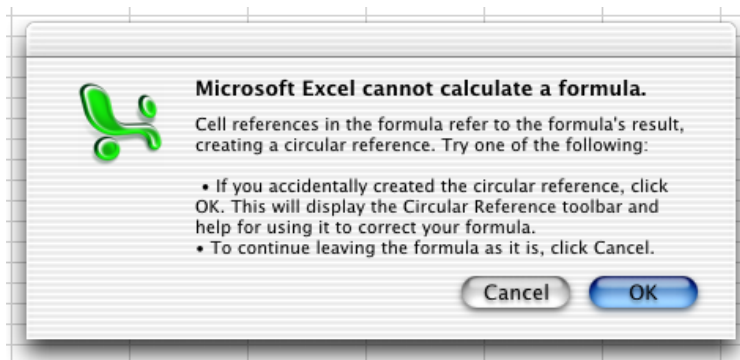 Microsoft Excel cannot calculate a formula.
Cell references in the formula refer to the formula's result,
creating a circular reference. Try one of the following:
• If you accidentally created the circular reference, click
OK. This will display the Circular Reference toolbar and
help for using it to correct your formula.
• To continue leaving the formula as it is, click Cancel.
Cancel OK